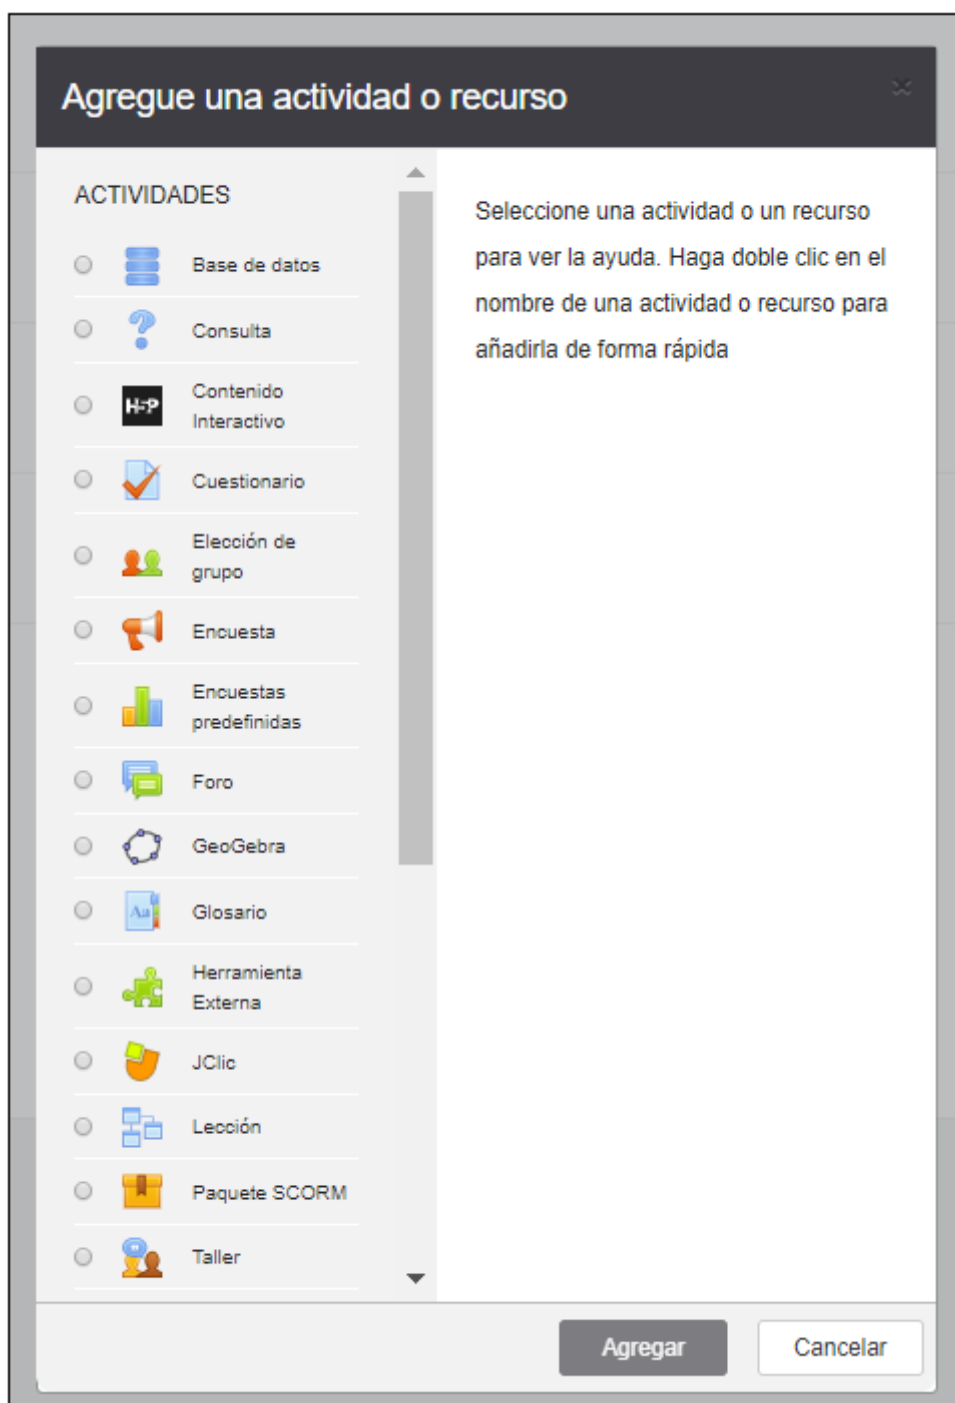 Agregue una actividad o recurso
ACTIVIDADES
Base de datos
Consulta
H5P
Contenido
Interactivo
Cuestionario
Elección de
grupo
Encuesta
Encuestas
predefinidas
Foro
GeoGebra
Aa
Glosario
Herramienta
Externa
JClic
Lección
Paquete SCORM
Taller
Seleccione una actividad o un recurso
para ver la ayuda. Haga doble clic en el
nombre de una actividad o recurso para
añadirla de forma rápida
Agregar
Cancelar